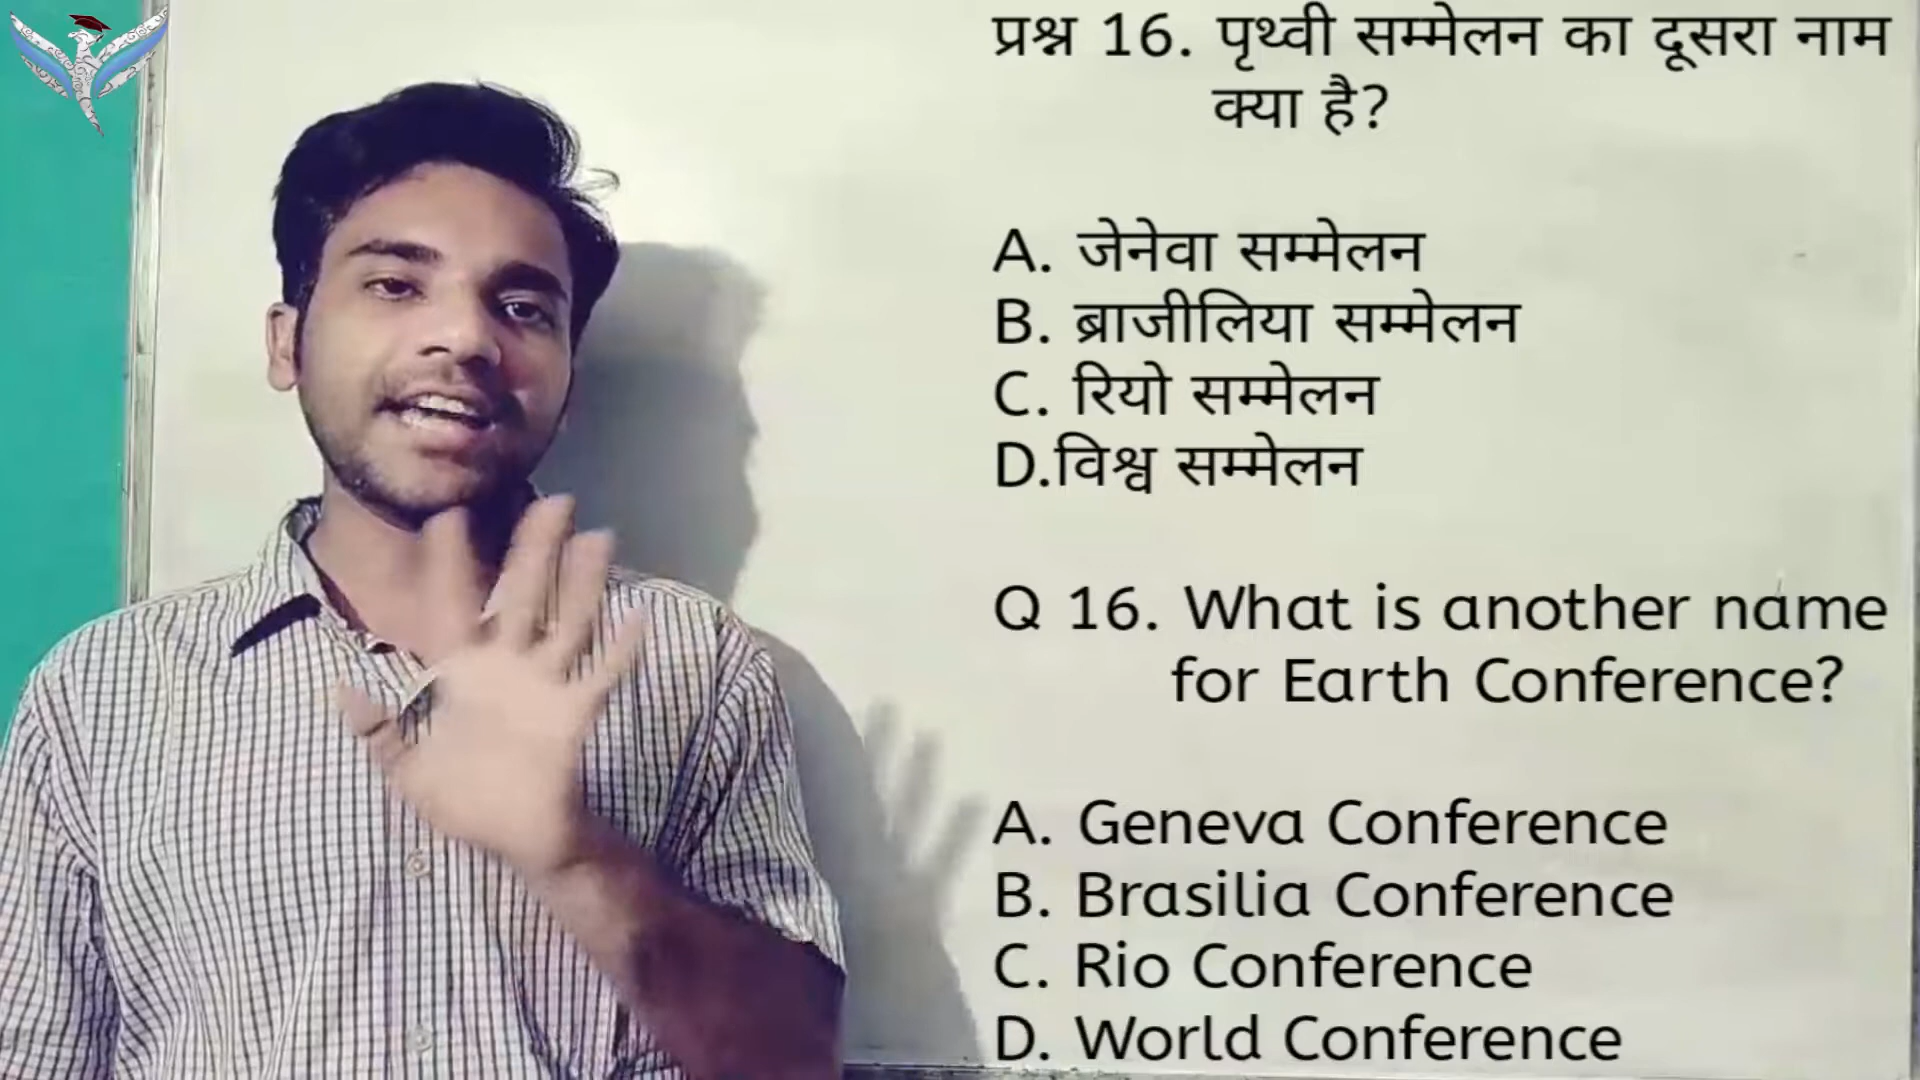 प्रश्न 16. पृथ्वी सम्मेलन का दूसरा नाम
क्या है?
A. जेनेवा सम्मेलन
B. ब्राजीलिया सम्मेलन
C. रियो सम्मेलन
D.विश्व सम्मेलन
Q 16. What is another name
for Earth Conference?
A. Geneva Conference
B. Brasilia Conference
C. Rio Conference
D. World Conference